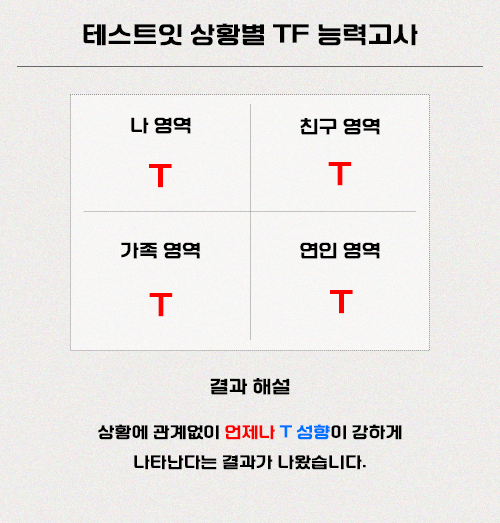 테스트잇 상황별 TF 능력고사
나 영역
친구 영역
T
T
가족 영역
연인 영역
T
T
결과 해설
상황에 관계없이 언제나 T 성향이 강하게
나타난다는 결과가 나왔습니다.